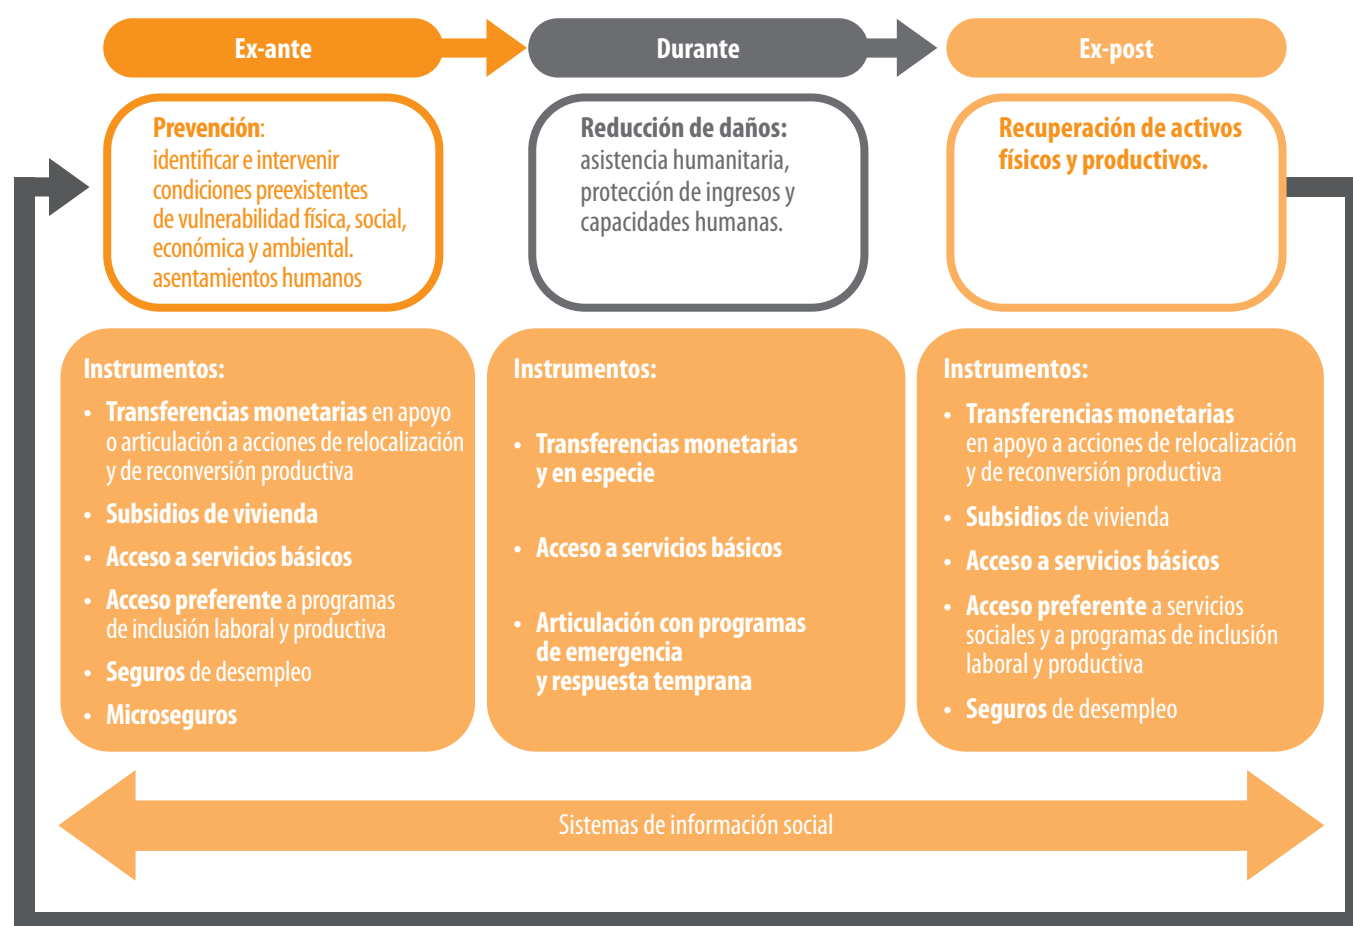 Ex-ante
Durante
Ex-post
Prevención:
identificar e intervenir
condiciones preexistentes
de vulnerabilidad física, social,
económica y ambiental.
asentamientos humanos
Reducción de daños:
asistencia humanitaria,
protección de ingresos y
capacidades humanas.
Recuperación de activos
físicos y productivos.
Instrumentos:
• Transferencias monetarias en apoyo
o articulación a acciones de relocalización
y de reconversión productiva
• Subsidios de vivienda
• Acceso a servicios básicos
• Acceso preferente a programas
de inclusión laboral y productiva
• Seguros de desempleo
• Microseguros
Instrumentos:
• Transferencias monetarias
y en especie
• Acceso a servicios básicos
• Articulación con programas
de emergencia
y respuesta temprana
Instrumentos:
• Transferencias monetarias
en apoyo a acciones de relocalización
y de reconversión productiva
• Subsidios de vivienda
• Acceso a servicios básicos
• Acceso preferente a servicios
sociales y a programas de inclusión
laboral y productiva
• Seguros de desempleo
Sistemas de información social